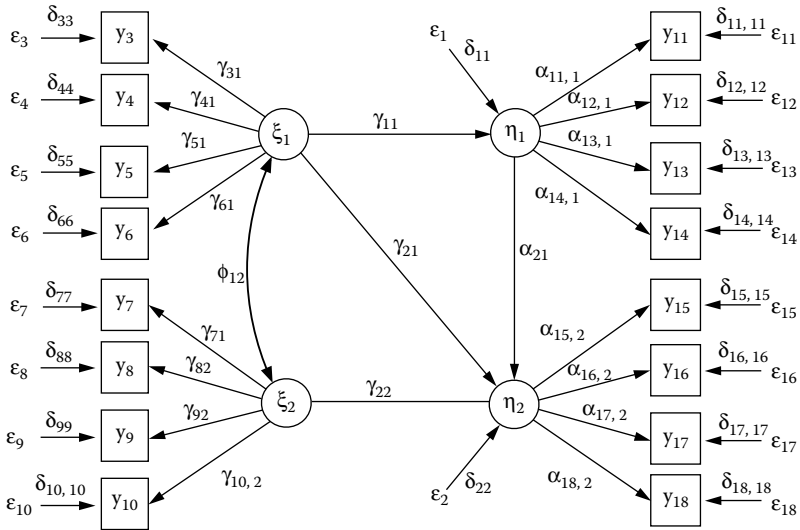 ε3 δ33 y3
ε4 δ44 y4
ε5 δ55 y5
ε6 δ66 y6
ε7 δ77 y7
ε8 δ88 y8
ε9 δ99 y9
ε10 δ10, 10 y10
γ31
γ41
γ51
γ61
γ71
γ82
γ92
γ10, 2
ξ1
ϕ12
ξ2
γ11
γ21
γ22
ε1
δ11
η1
α21
η2
ε2
δ22
α11, 1
α12, 1
α13, 1
α14, 1
α15, 2
α16, 2
α17, 2
α18, 2
y11 δ11, 11 ε11
y12 δ12, 12 ε12
y13 δ13, 13 ε13
y14 δ14, 14 ε14
y15 δ15, 15 ε15
y16 δ16, 16 ε16
y17 δ17, 17 ε17
y18 δ18, 18 ε18